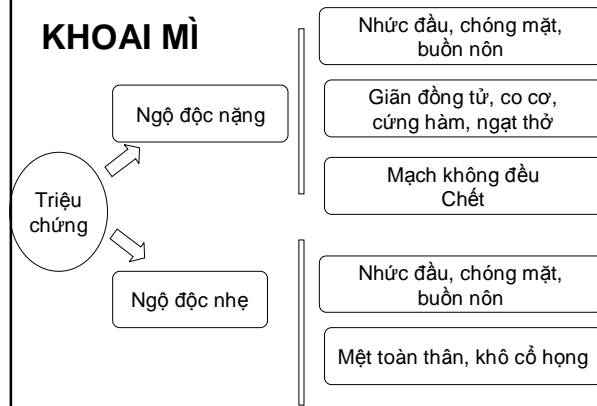 KHOAI MÌ
Triệu
chứng
Ngộ độc nặng
Nhức đầu, chóng mặt,
buồn nôn
Giãn đồng tử, co cơ,
cứng hàm, ngạt thở
Mạch không đều
Chết
Ngộ độc nhẹ
Nhức đầu, chóng mặt,
buồn nôn
Mệt toàn thân, khô cổ họng